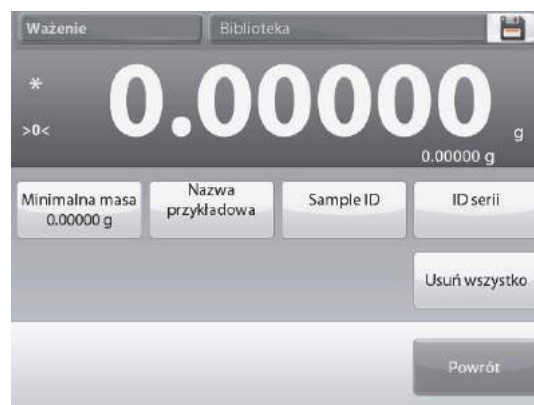 Ważenie
Biblioteka
*
0.00000
>0<
g
0.00000 g
Minimalna masa
0.00000 g
Nazwa
przykładowa
Sample ID
ID serii
Usuń wszystko
Powrót